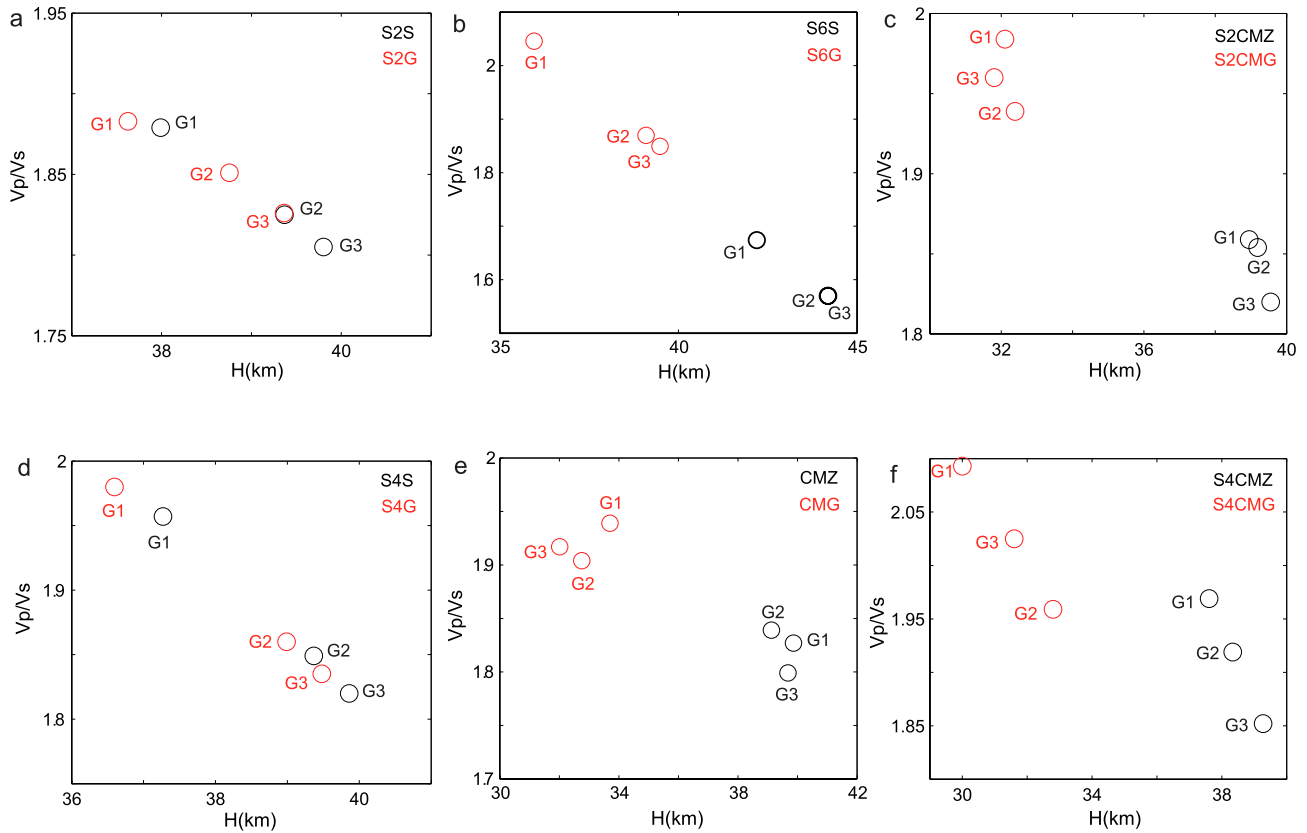 a
1.95
S2S
S2G
G1
G1
1.85
G2
G2
G3
G3
1.75
38
40
H(km)
Vp/Vs
b
2
S6S
S6G
G1
G2
1.8
G3
G1
1.6
G2
G3
35
40
45
H(km)
Vp/Vs
c
2
S2CMZ
S2CMG
G1
G3
G2
1.9
G1
G2
G3
1.8
32
36
40
H(km)
Vp/Vs
d
2
S4S
S4G
G1
G1
1.9
G2
G2
G3
G3
1.8
36
38
40
H(km)
Vp/Vs
e
2
CMZ
CMG
G1
G3
G2
1.9
G2
G1
1.8
G3
1.7
30
34
38
42
H(km)
Vp/Vs
f
S4CMZ
S4CMG
G1
2.05
G3
G2
1.95
G1
G2
G3
1.85
30
34
38
H(km)
Vp/Vs